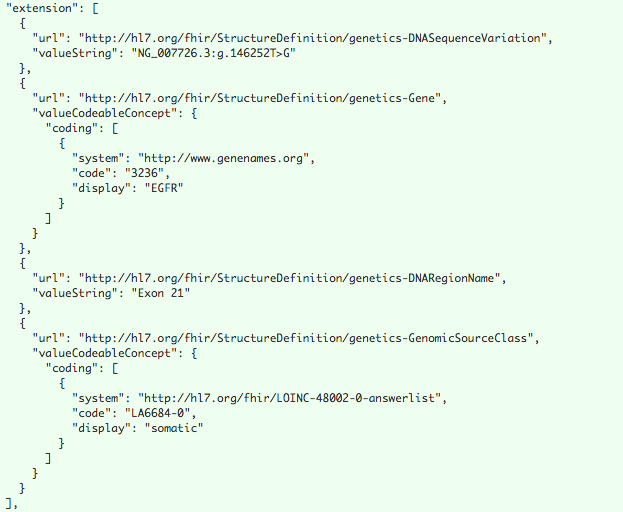 "extension": [
  {
    "url": "http://hl7.org/fhir/StructureDefinition/genetics-DNASequenceVariation",
    "valueString": "NG_007726.3:g.146252T>G"
  },
  {
    "url": "http://hl7.org/fhir/StructureDefinition/genetics-Gene",
    "valueCodeableConcept": {
      "coding": [
        {
          "system": "http://www.genenames.org",
          "code": "3236",
          "display": "EGFR"
        }
      ]
    }
  },
  {
    "url": "http://hl7.org/fhir/StructureDefinition/genetics-DNARegionName",
    "valueString": "Exon 21"
  },
  {
    "url": "http://hl7.org/fhir/StructureDefinition/genetics-GenomicSourceClass",
    "valueCodeableConcept": {
      "coding": [
        {
          "system": "http://hl7.org/fhir/LOINC-48002-0-answerlist",
          "code": "LA6684-0",
          "display": "somatic"
        }
      ]
    }
  }
],